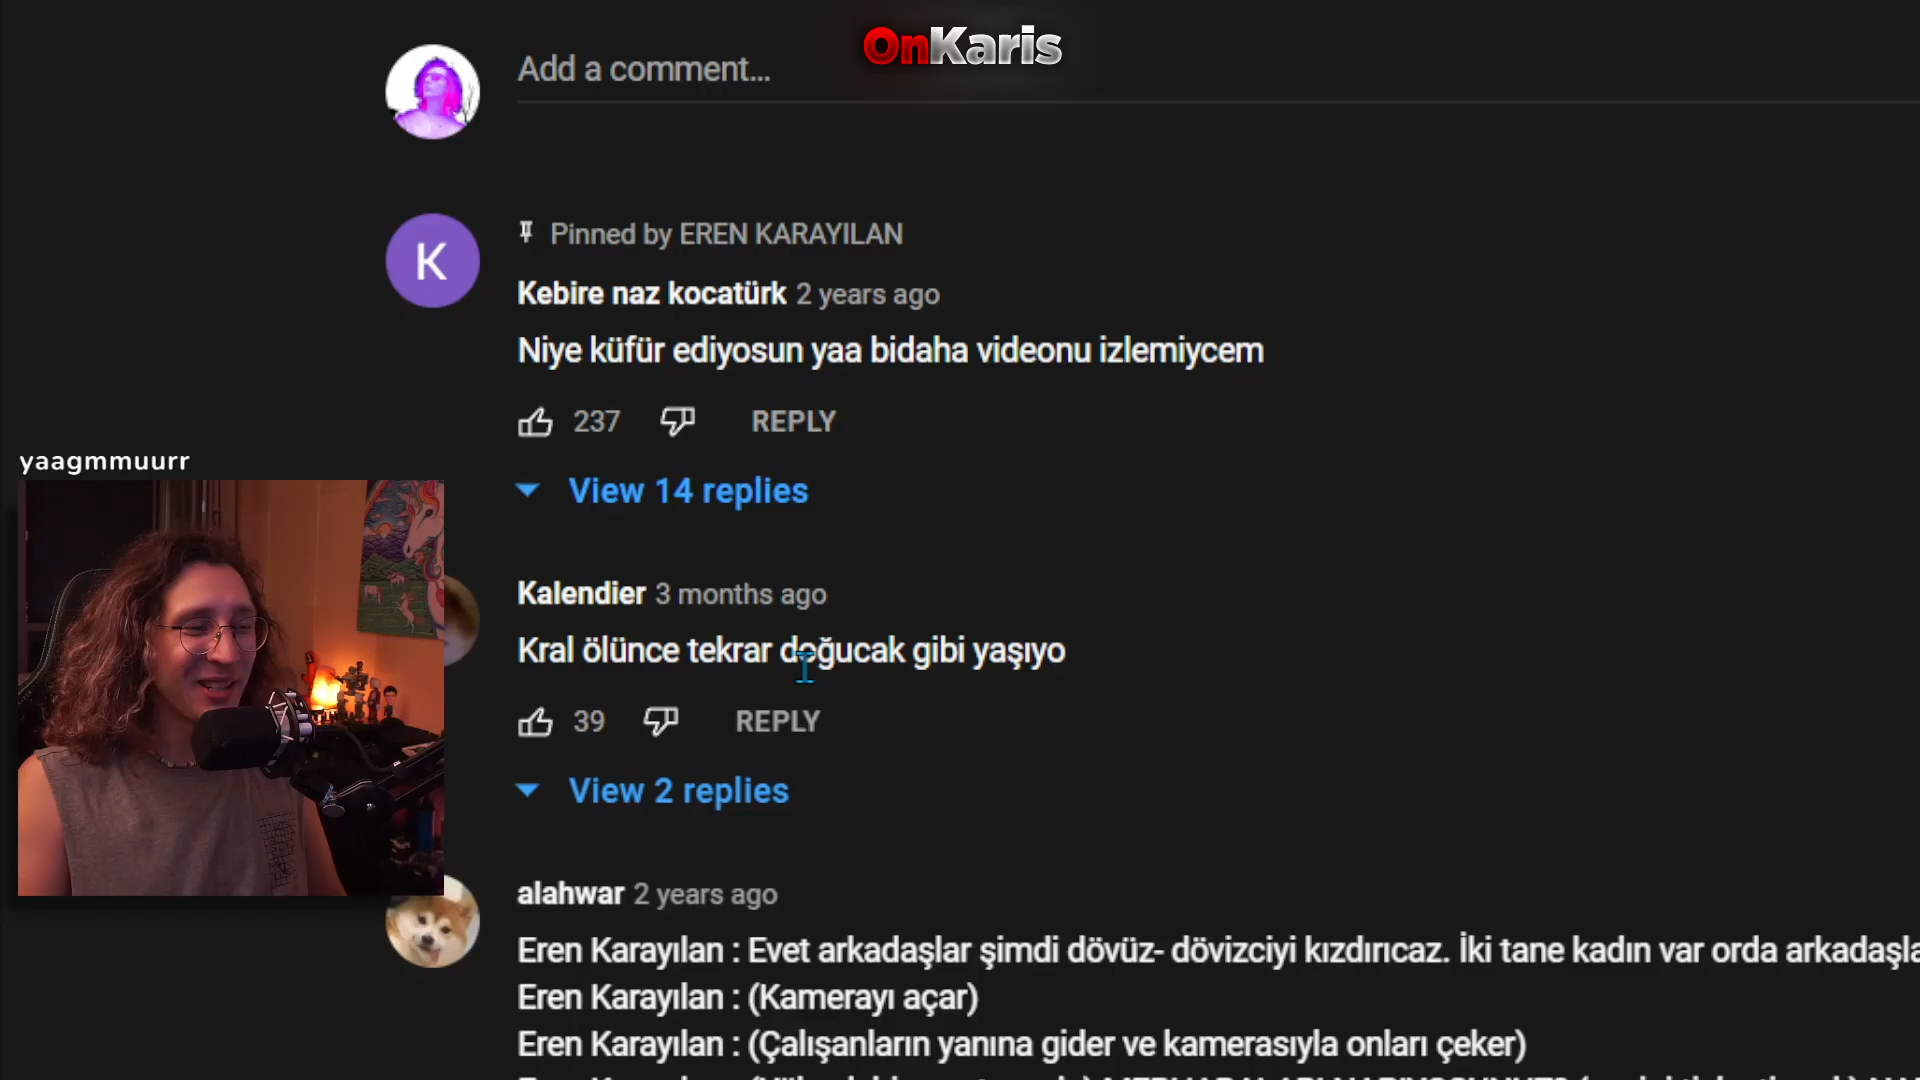 OnKaris
Add a comment...
Pinned by EREN KARAYILAN
K
Kebire naz kocatürk 2 years ago
Niye küfür ediyosun yaa bidaha videonu izlemiycem
237 REPLY
View 14 replies
yaagmmuurr
Kalendier 3 months ago
Kral ölünce tekrar doğucak gibi yaşıyo
39 REPLY
View 2 replies
alahwar 2 years ago
Eren Karayılan : Evet arkadaşlar şimdi dövüz- dövizciyi kızdırıcaz. İki tane kadın var orda
Eren Karayılan : (Kamerayı açar)
Eren Karayılan : (Çalışanların yanına gider ve kamerasıyla onları çeker)